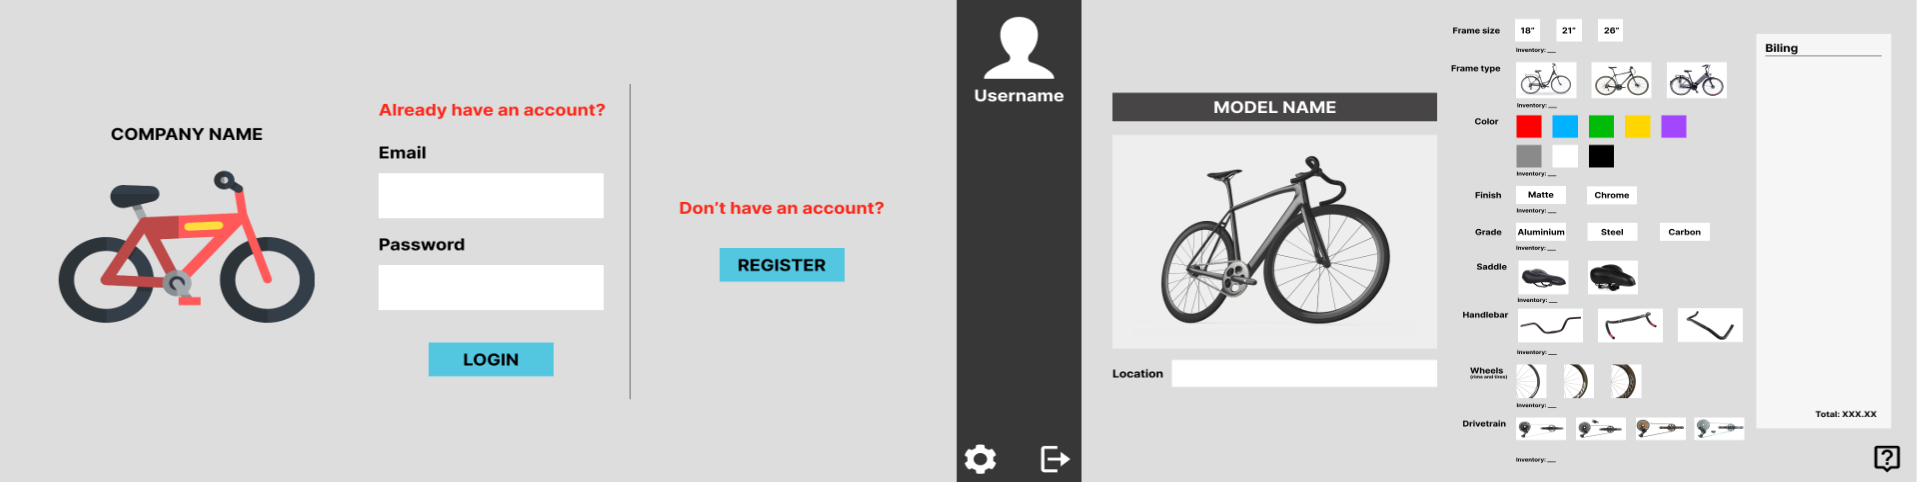 COMPANY NAME
Already have an account?
Email
Password
LOGIN
Don't have an account?
REGISTER
Username
MODEL NAME
Location
Frame size
18"
21"
26"
Inventory: __
Frame type
Inventory: __
Color
Inventory: __
Finish
Matte
Chrome
Inventory: __
Grade
Aluminium
Steel
Carbon
Inventory: __
Saddle
Inventory: __
Handlebar
Inventory: __
Wheels
(rims and tires)
Inventory: __
Drivetrain
Inventory: __
Biling
Total: XXX.XX
?